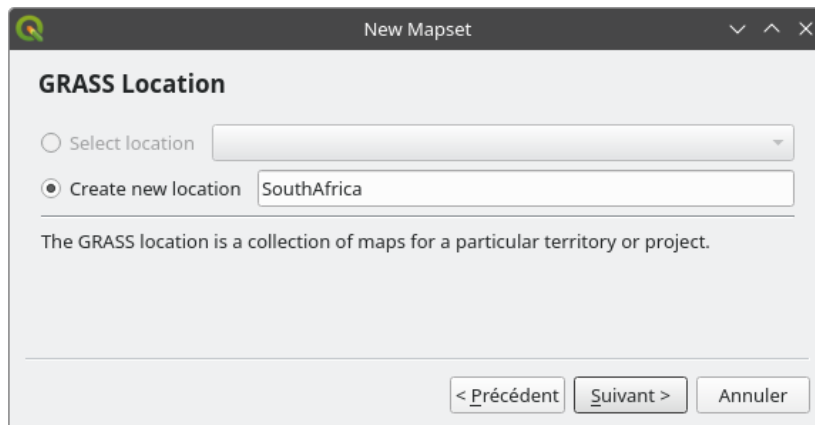 New Mapset
GRASS Location
Select location
Create new location SouthAfrica
The GRASS location is a collection of maps for a particular territory or project.
< Précédent Suivant > Annuler